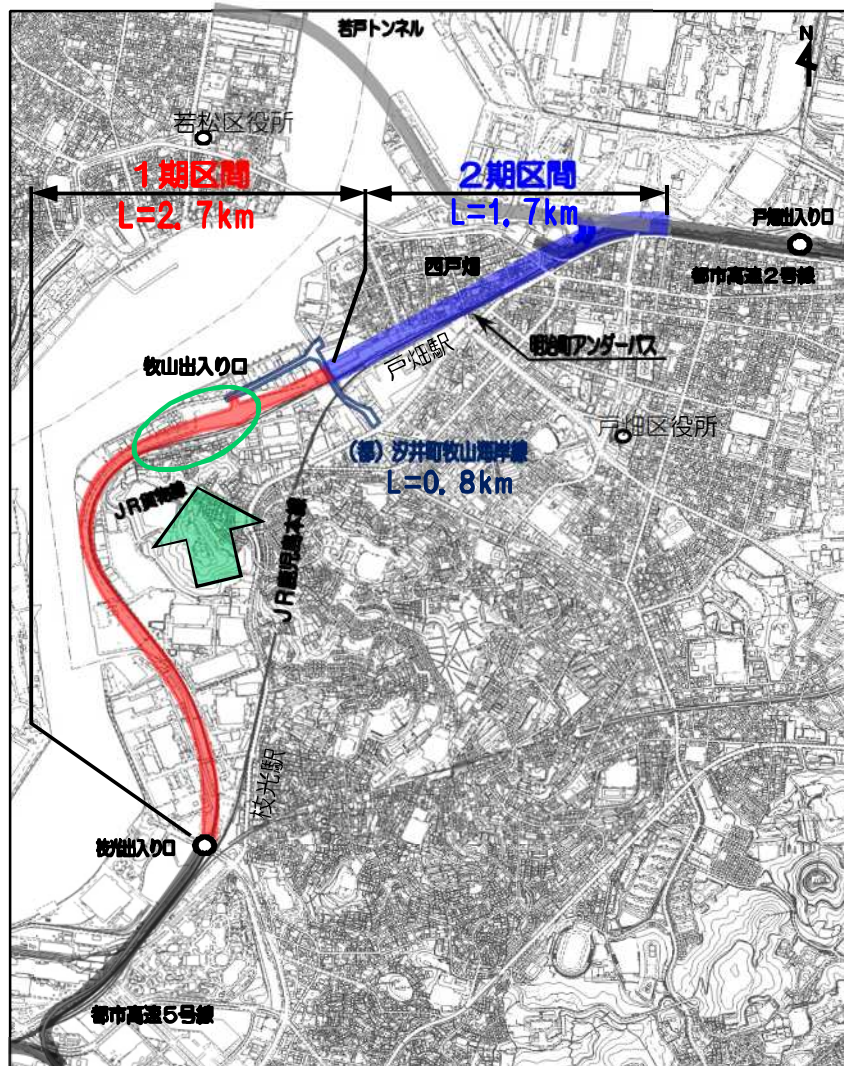 若戸トンネル
N
若松区役所
1期区間
L=2.7km
2期区間
L=1.7km
戸畑出入り口
都市高速2号線
西戸畑
戸畑駅
明治町アンダーパス
牧山出入り口
戸畑区役所
(都)汐井町牧山海岸線
L=0.8km
JR貨物線
JR鹿児島本線
枝光駅
枝光出入り口
都市高速5号線